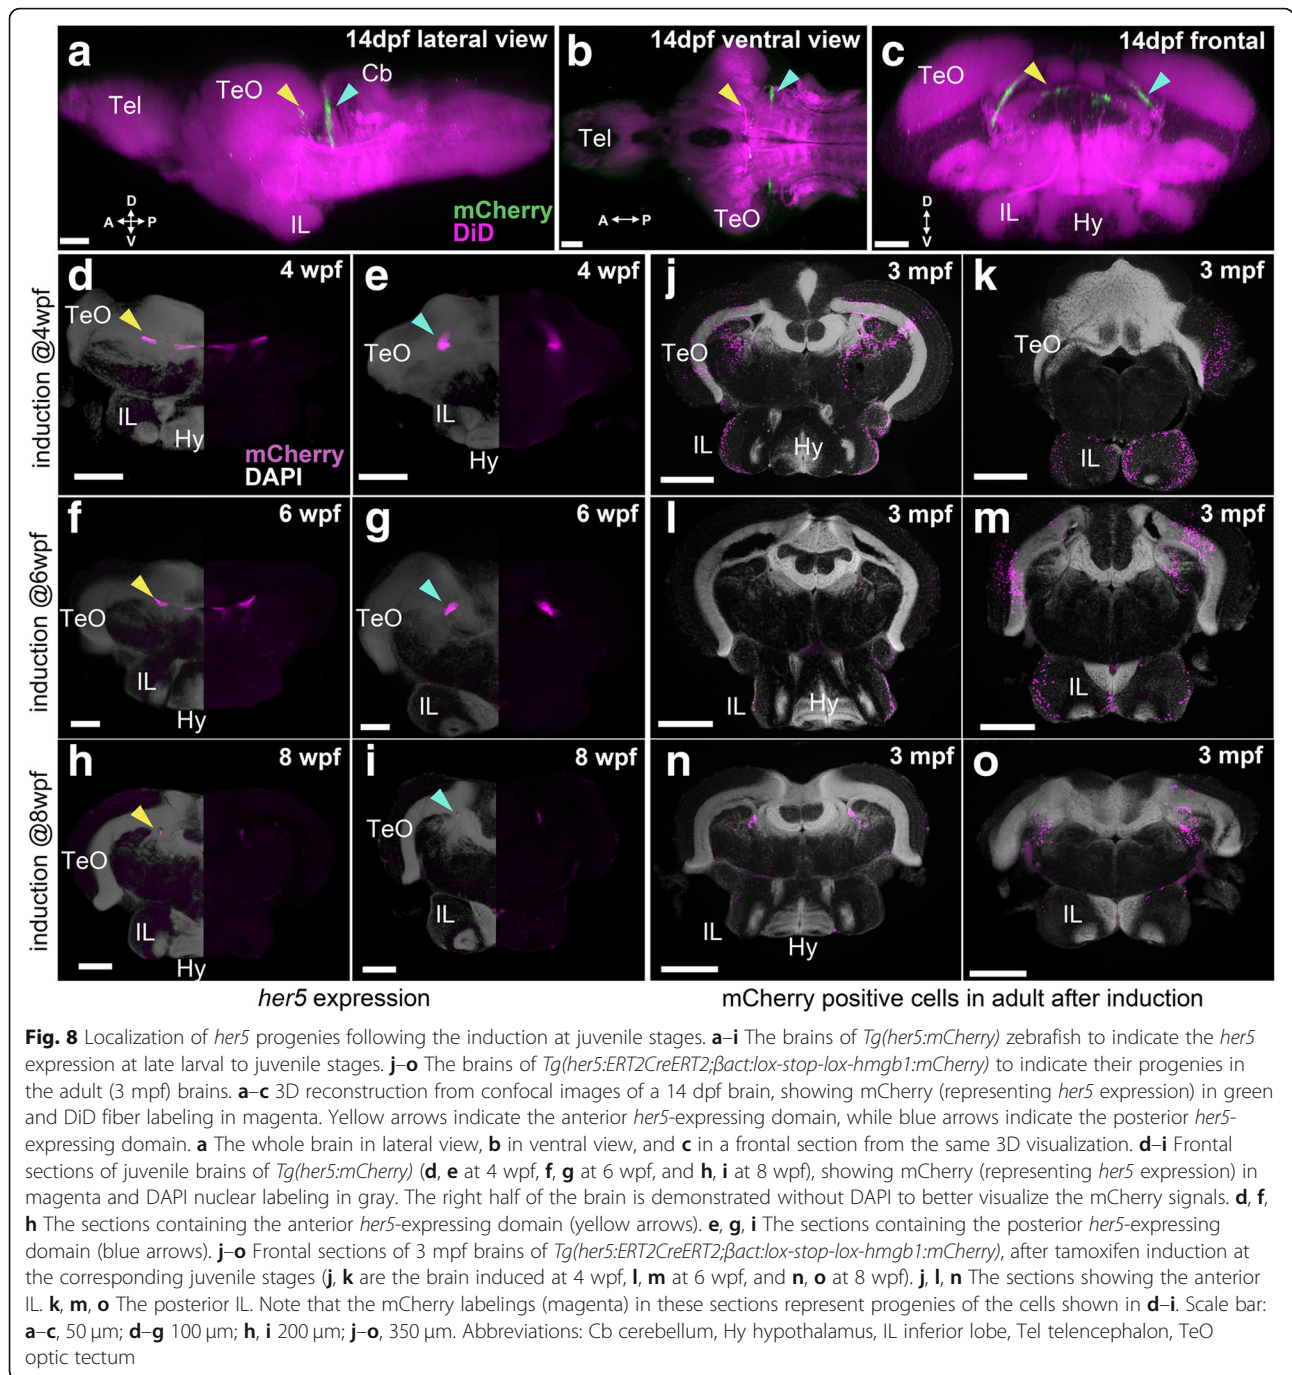 a
14dpf lateral view
Cb
TeO
Tel
D
A P
V
IL
mCherry
DiD
b
14dpf ventral view
Tel
A P
TeO
c
14dpf frontal
TeO
D
V
IL
Hy
induction @4wpf
d
4 wpf
TeO
IL
Hy
mCherry
DAPI
e
4 wpf
TeO
IL
Hy
j
3 mpf
TeO
IL
Hy
k
3 mpf
TeO
IL
induction @6wpf
f
6 wpf
TeO
IL
Hy
g
6 wpf
TeO
IL
l
3 mpf
IL
Hy
m
3 mpf
IL
induction @8wpf
h
8 wpf
TeO
IL
Hy
i
8 wpf
TeO
IL
n
3 mpf
IL
Hy
o
3 mpf
IL
her5 expression
mCherry positive cells in adult after induction
Fig. 8 Localization of her5 progenies following the induction at juvenile stages. a–i The brains of Tg(her5:mCherry) zebrafish to indicate the her5
expression at late larval to juvenile stages. j–o The brains of Tg(her5:ERT2CreERT2;βact:lox-stop-lox-hmgb1:mCherry) to indicate their progenies in
the adult (3 mpf) brains. a–c 3D reconstruction from confocal images of a 14 dpf brain, showing mCherry (representing her5 expression) in green
and DiD fiber labeling in magenta. Yellow arrows indicate the anterior her5-expressing domain, while blue arrows indicate the posterior her5-
expressing domain. a The whole brain in lateral view, b in ventral view, and c in a frontal section from the same 3D visualization. d–i Frontal
sections of juvenile brains of Tg(her5:mCherry) (d, e at 4 wpf, f, g at 6 wpf, and h, i at 8 wpf), showing mCherry (representing her5 expression) in
magenta and DAPI nuclear labeling in gray. The right half of the brain is demonstrated without DAPI to better visualize the mCherry signals. d, f,
h The sections containing the anterior her5-expressing domain (yellow arrows). e, g, i The sections containing the posterior her5-expressing
domain (blue arrows). j–o Frontal sections of 3 mpf brains of Tg(her5:ERT2CreERT2;βact:lox-stop-lox-hmgb1:mCherry), after tamoxifen induction at
the corresponding juvenile stages (j, k are the brain induced at 4 wpf, l, m at 6 wpf, and n, o at 8 wpf). j, l, n The sections showing the anterior
IL. k, m, o The posterior IL. Note that the mCherry labelings (magenta) in these sections represent progenies of the cells shown in d–i. Scale bar:
a–c, 50 μm; d–g 100 μm; h, i 200 μm; j–o, 350 μm. Abbreviations: Cb cerebellum, Hy hypothalamus, IL inferior lobe, Tel telencephalon, TeO
optic tectum